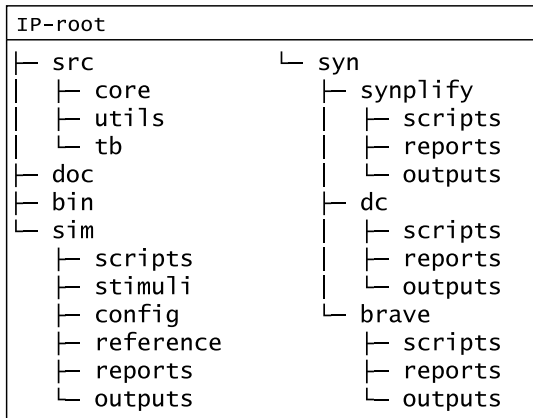 IP-root
├─ src
│  ├─ core
│  ├─ utils
│  └─ tb
├─ doc
├─ bin
└─ sim
   ├─ scripts
   ├─ stimuli
   ├─ config
   ├─ reference
   ├─ reports
   └─ outputs
└─ syn
   ├─ synplify
   │  ├─ scripts
   │  ├─ reports
   │  └─ outputs
   ├─ dc
   │  ├─ scripts
   │  ├─ reports
   │  └─ outputs
   └─ brave
      ├─ scripts
      ├─ reports
      └─ outputs